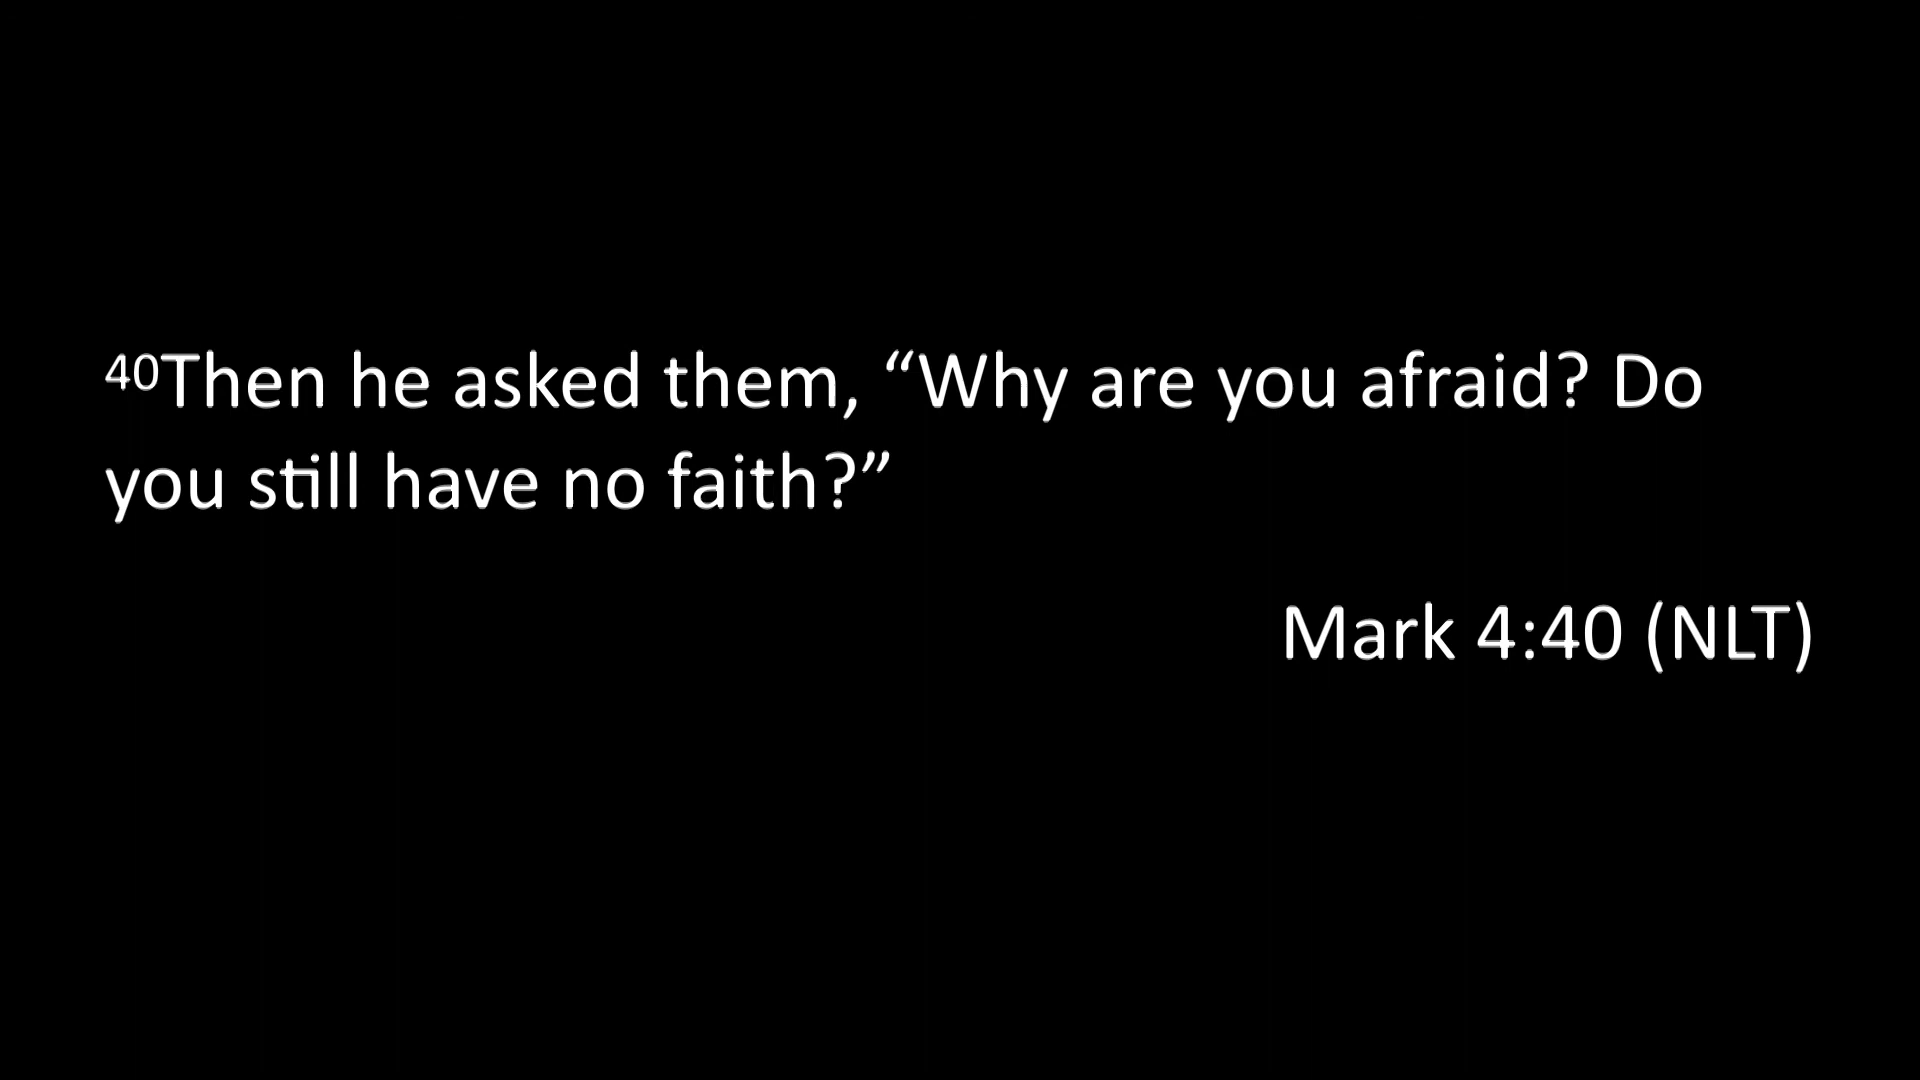 ⁴⁰Then he asked them, “Why are you afraid? Do
you still have no faith?”
Mark 4:40 (NLT)